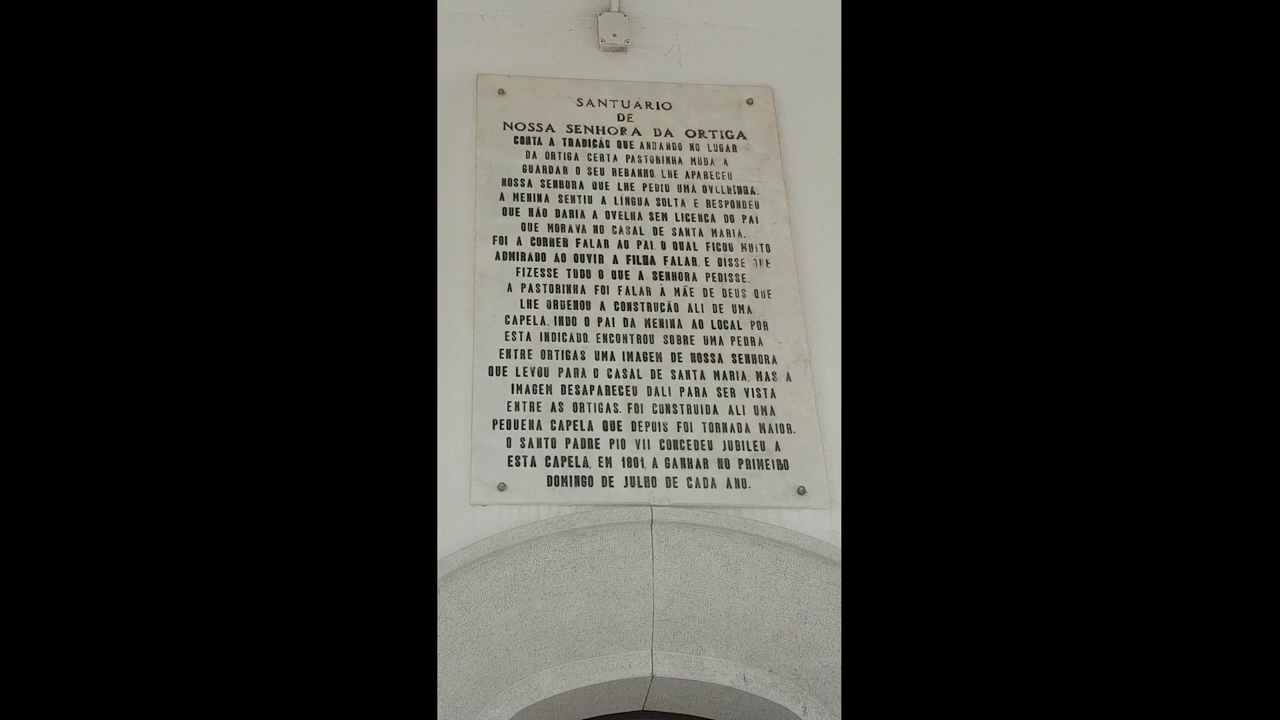 SANTUÁRIO
DE
NOSSA SENHORA DA ORTIGA
CONTA A TRADIÇÃO QUE ANDANDO NO LUGAR
DA ORTIGA CERTA PASTORINHA MUDA A
GUARDAR O SEU REBANHO, LHE APARECEU
NOSSA SENHORA QUE LHE PEDIU UMA OVELHINHA.
A MENINA SENTIU A LÍNGUA SOLTA E RESPONDEU
QUE NÃO DARIA A OVELHA SEM LICENCA DO PAI
QUE MORAVA NO CASAL DE SANTA MARIA.
FOI A CORRER FALAR AO PAI, O QUAL FICOU MUITO
ADMIRADO AO OUVIR A FILHA FALAR, E DISSE QUE
FIZESSE TUDO O QUE A SENHORA PEDISSE.
A PASTORINHA FOI FALAR À MÃE DE DEUS QUE
LHE ORDENOU A CONSTRUÇÃO ALI DE UMA
CAPELA, INDO O PAI DA MENINA AO LOCAL POR
ESTA INDICADO, ENCONTROU SOBRE UMA PEDRA
ENTRE ORTIGAS UMA IMAGEM DE NOSSA SENHORA
QUE LEVOU PARA O CASAL DE SANTA MARIA, MAS A
IMAGEM DESAPARECEU DALI PARA SER VISTA
ENTRE AS ORTIGAS. FOI CONSTRUIDA ALI UMA
PEQUENA CAPELA QUE DEPOIS FOI TORNADA MAIOR.
O SANTO PADRE PIO VII CONCEDEU JUBILEU A
ESTA CAPELA, EM 1801, A GANHAR NO PRIMEIRO
DOMINGO DE JULHO DE CADA ANO.